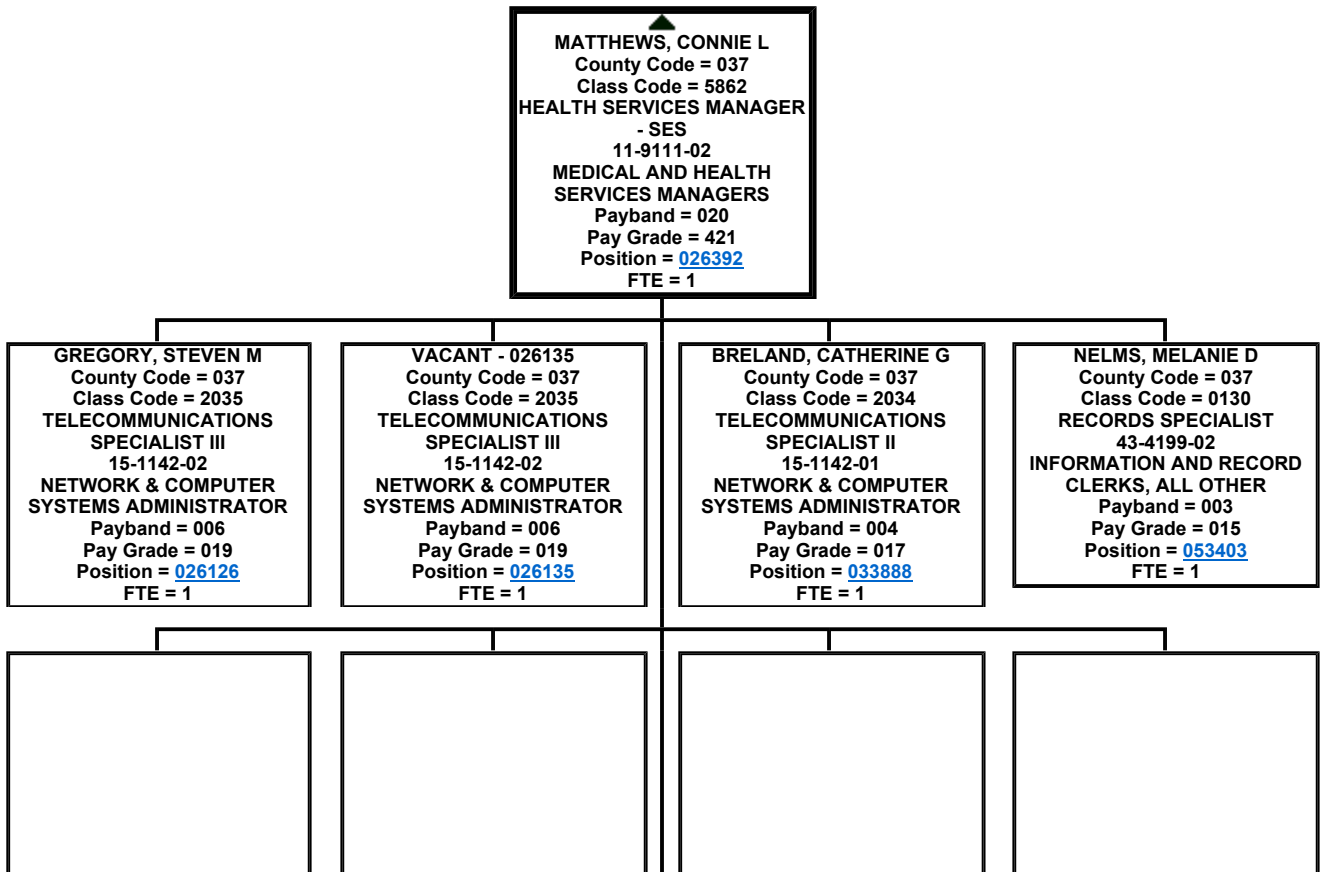 MATTHEWS, CONNIE L
County Code = 037
Class Code = 5862
HEALTH SERVICES MANAGER
- SES
11-9111-02
MEDICAL AND HEALTH
SERVICES MANAGERS
Payband = 020
Pay Grade = 421
Position = 026392
FTE = 1
GREGORY, STEVEN M
County Code = 037
Class Code = 2035
TELECOMMUNICATIONS
SPECIALIST III
15-1142-02
NETWORK & COMPUTER
SYSTEMS ADMINISTRATOR
Payband = 006
Pay Grade = 019
Position = 026126
FTE = 1
VACANT - 026135
County Code = 037
Class Code = 2035
TELECOMMUNICATIONS
SPECIALIST III
15-1142-02
NETWORK & COMPUTER
SYSTEMS ADMINISTRATOR
Payband = 006
Pay Grade = 019
Position = 026135
FTE = 1
BRELAND, CATHERINE G
County Code = 037
Class Code = 2034
TELECOMMUNICATIONS
SPECIALIST II
15-1142-01
NETWORK & COMPUTER
SYSTEMS ADMINISTRATOR
Payband = 004
Pay Grade = 017
Position = 033888
FTE = 1
NELMS, MELANIE D
County Code = 037
Class Code = 0130
RECORDS SPECIALIST
43-4199-02
INFORMATION AND RECORD
CLERKS, ALL OTHER
Payband = 003
Pay Grade = 015
Position = 053403
FTE = 1